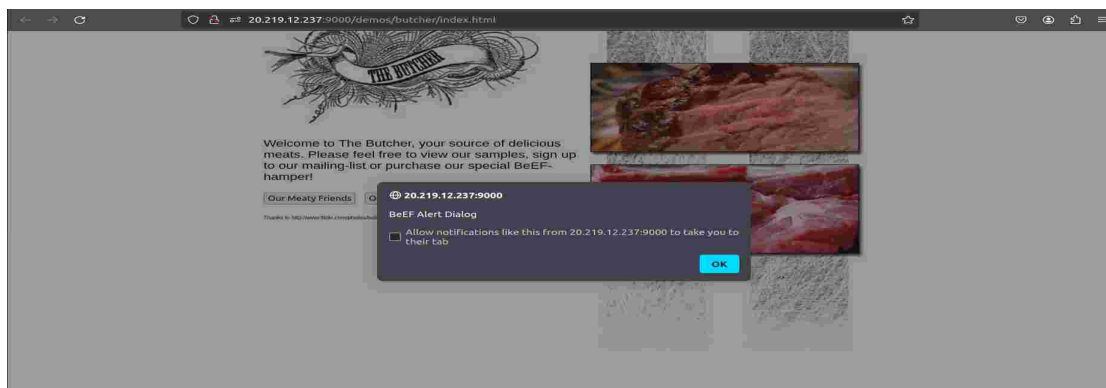 20.219.12.237:9000/demos/butcher/index.html
THE BUTCHER
Welcome to The Butcher, your source of delicious
meats. Please feel free to view our samples, sign up
to our mailing-list or purchase our special BeEF-
hamper!
Our Meaty Friends
20.219.12.237:9000
BeEF Alert Dialog
Allow notifications like this from 20.219.12.237:9000 to take you to
their tab
OK